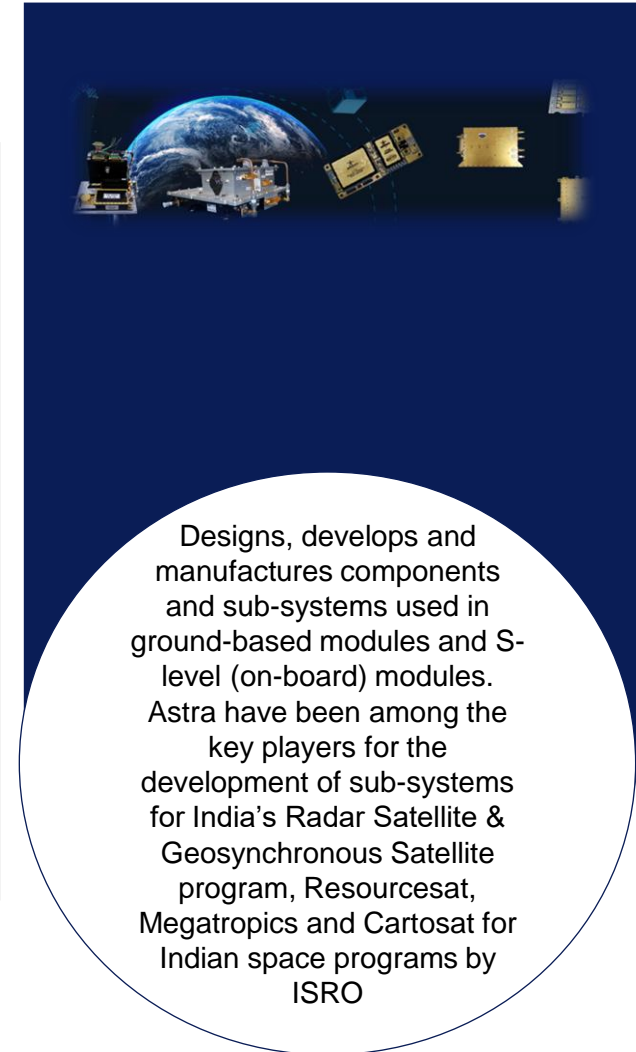 Designs, develops and
manufactures components
and sub-systems used in
ground-based modules and S-
level (on-board) modules.
Astra have been among the
key players for the
development of sub-systems
for India’s Radar Satellite &
Geosynchronous Satellite
program, Resourcesat,
Megatropics and Cartosat for
Indian space programs by
ISRO